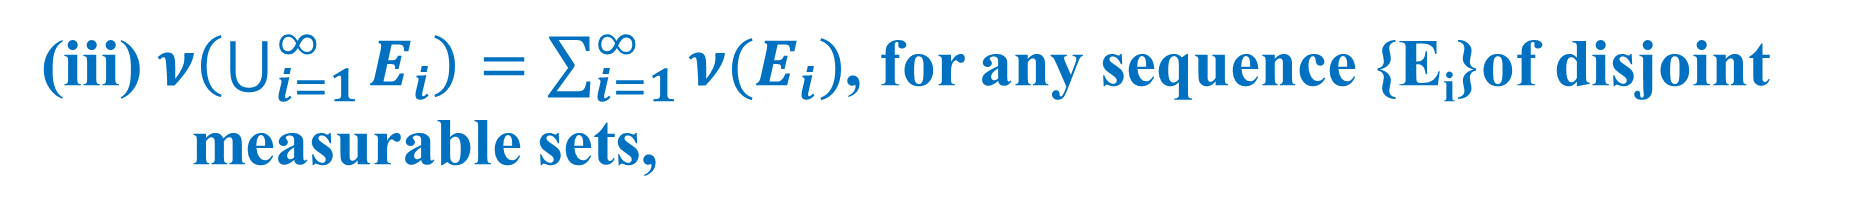 (iii) ν(⋃_{i=1}^{∞} E_i) = ∑_{i=1}^{∞} ν(E_i), for any sequence {E_i}of disjoint
measurable sets,